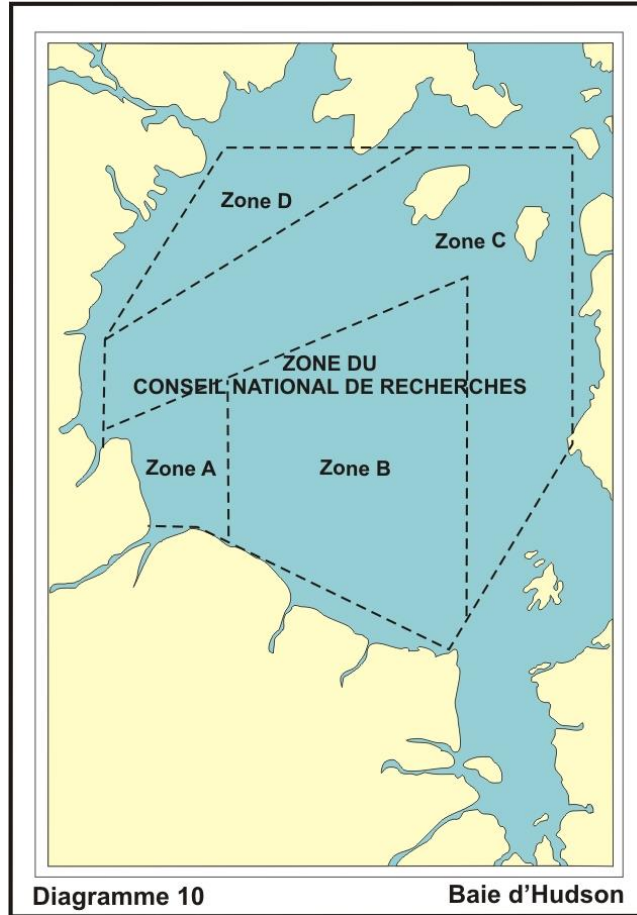 Zone D
Zone C
ZONE DU
CONSEIL NATIONAL DE RECHERCHES
Zone A
Zone B
Diagramme 10
Baie d’Hudson